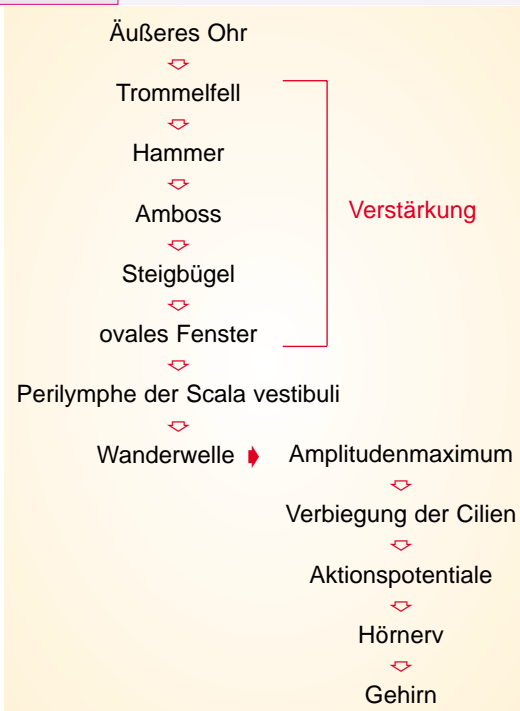 Äußeres Ohr
Trommelfell
Hammer
Amboss
Verstärkung
Steigbügel
ovales Fenster
Perilymphe der Scala vestibuli
Wanderwelle
Amplitudenmaximum
Verbiegung der Cilien
Aktionspotentiale
Hörnerv
Gehirn